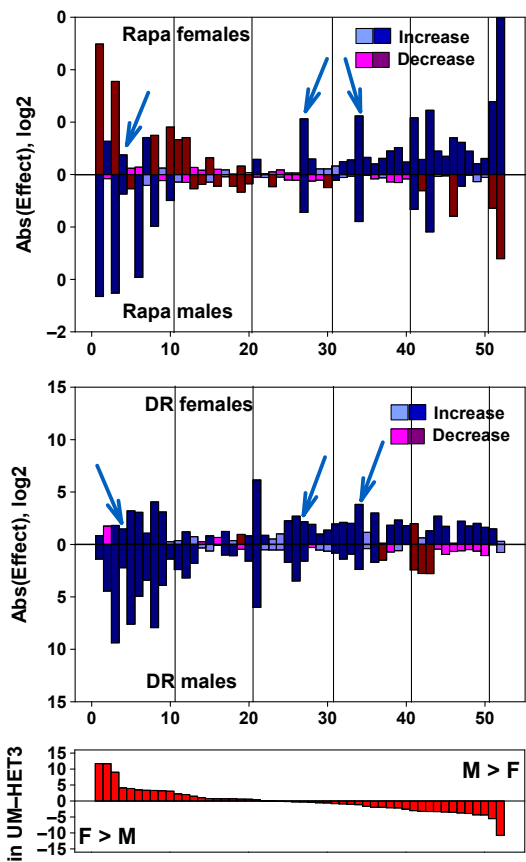 0
Rapa females
Increase
Decrease
0
0
0
Abs(Effect), log2
0
0
Rapa males
−2
0 10 20 30 40 50
15
DR females
Increase
Decrease
10
5
Abs(Effect), log2
0
5
10
DR males
15
0 10 20 30 40 50
in UM−HET3
15
10
5
0
−5
−10
−15
M > F
F > M